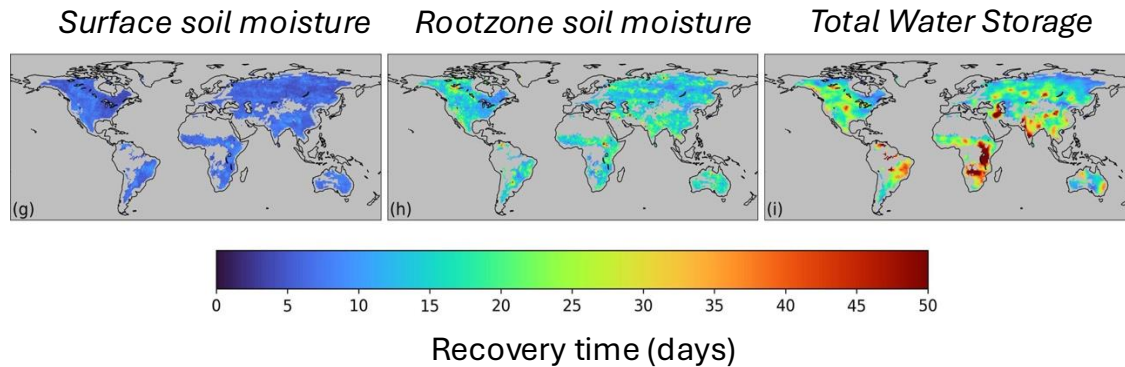 Surface soil moisture Rootzone soil moisture Total Water Storage
(g) (h) (i)
0 5 10 15 20 25 30 35 40 45 50
Recovery time (days)